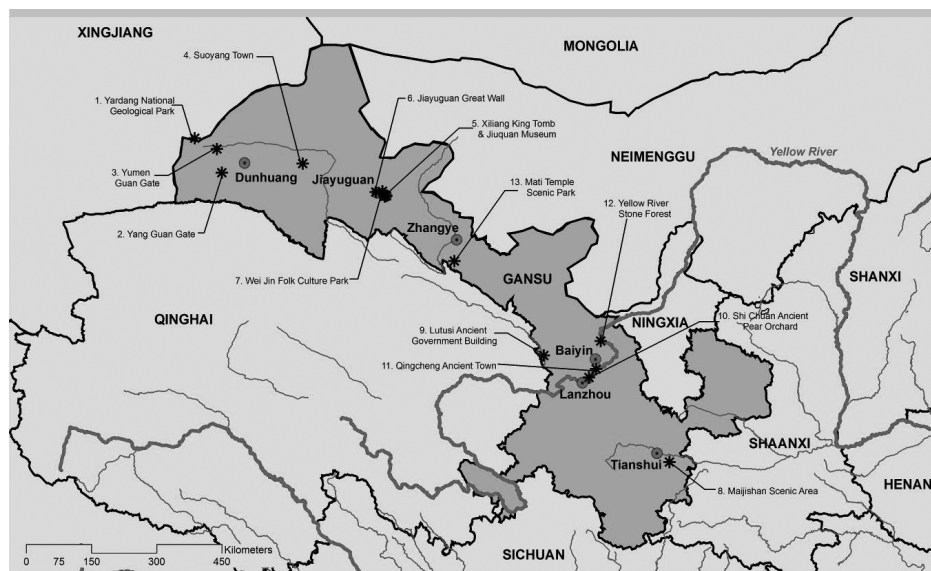 XINGJIANG
MONGOLIA
4. Suoyang Town
6. Jiayuguan Great Wall
1. Yardang National
Geological Park
5. Xiliang King Tomb
& Jiuquan Museum
Yellow River
NEIMENGGU
3. Yumen
Guan Gate
Dunhuang
Jiayuguan
13. Mati Temple
Scenic Park
12. Yellow River
Stone Forest
2. Yang Guan Gate
Zhangye
7. Wei Jin Folk Culture Park
GANSU
SHANXI
QINGHAI
NINGXIA
10. Shi Chuan Ancient
Pear Orchard
9. Lutusi Ancient
Government Building
Baiyin
11. Qingcheng Ancient Town
Lanzhou
SHAANXI
Tianshui
8. Maijishan Scenic Area
HENAN
Kilometers
0 75 150 300 450
SICHUAN